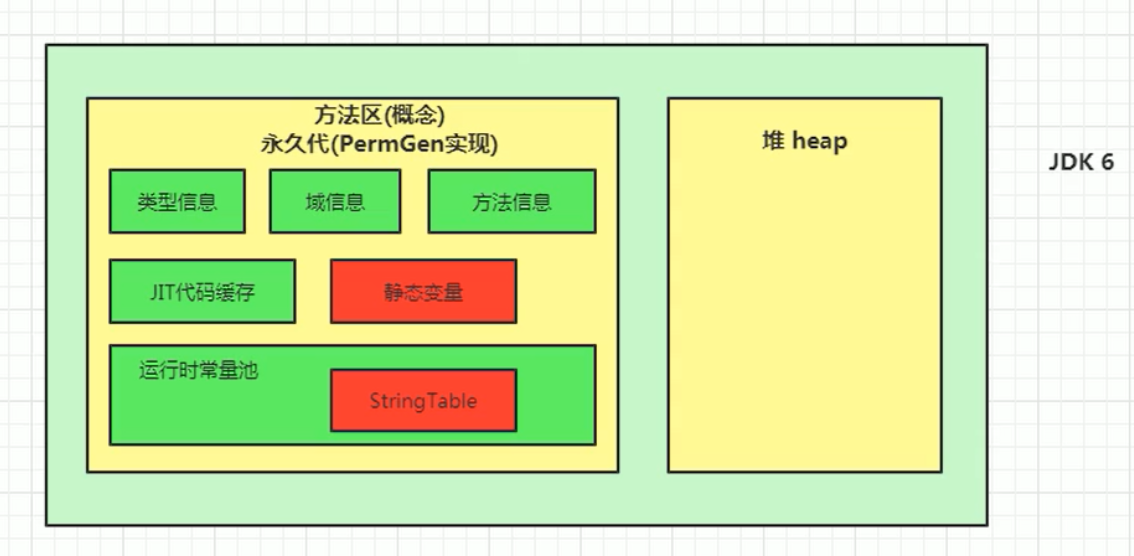 方法区(概念)
永久代(PermGen实现)
类型信息
域信息
方法信息
JIT代码缓存
静态变量
运行时常量池
StringTable
堆 heap
JDK 6